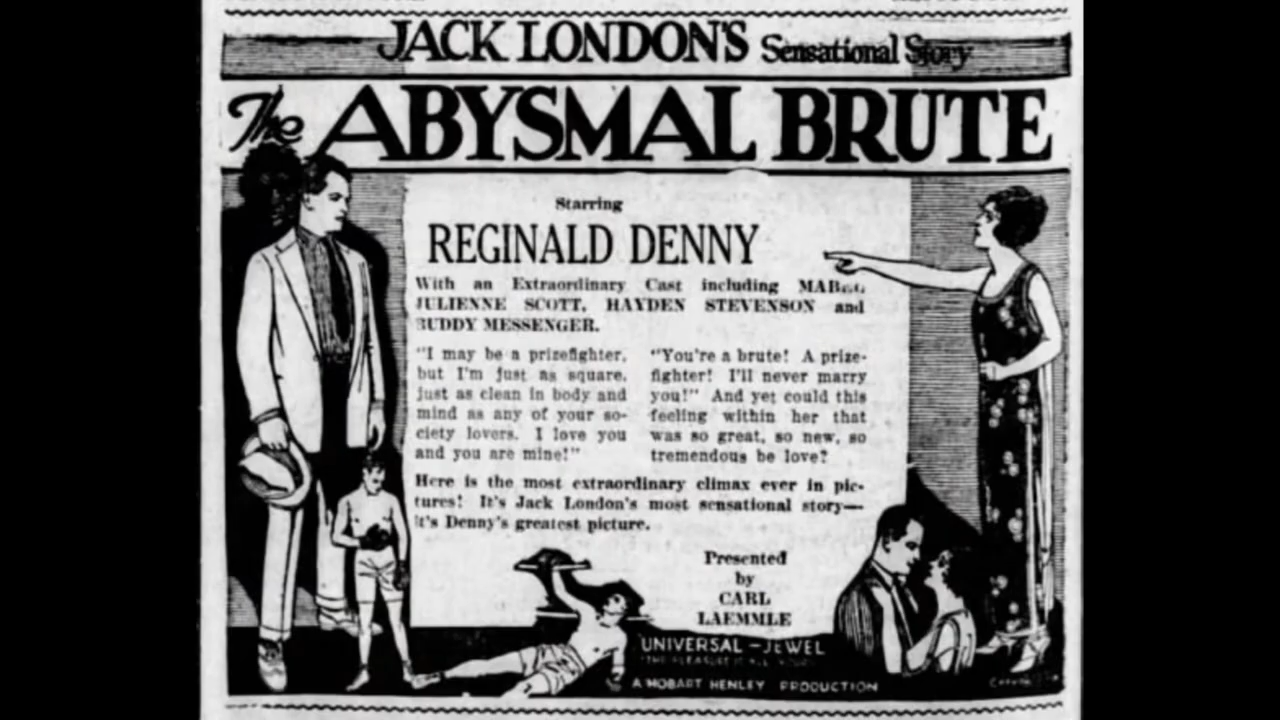 JACK LONDON'S Sensational Story
The ABYSMAL BRUTE
Starring
REGINALD DENNY
With an Extraordinary Cast including
JULIENNE SCOTT, HAYDEN STEVENSON and
BUDDY MESSENGER.
"I may be a prizefighter,
but I'm just as square,
just as clean in body and
mind as any of your so-
ciety lovers. I love you
and you are mine!"
"You're a brute! A prize-
fighter! I'll never marry
you!" And yet could this
feeling within her that
was so great, so new, so
tremendous be love?
Here is the most extraordinary climax ever in pic-
tures! It's Jack London's most sensational story—
It's Denny's greatest picture.
Presented
by
CARL
LAEMMLE
UNIVERSAL - JEWEL
A HOBART HENLEY PRODUCTION